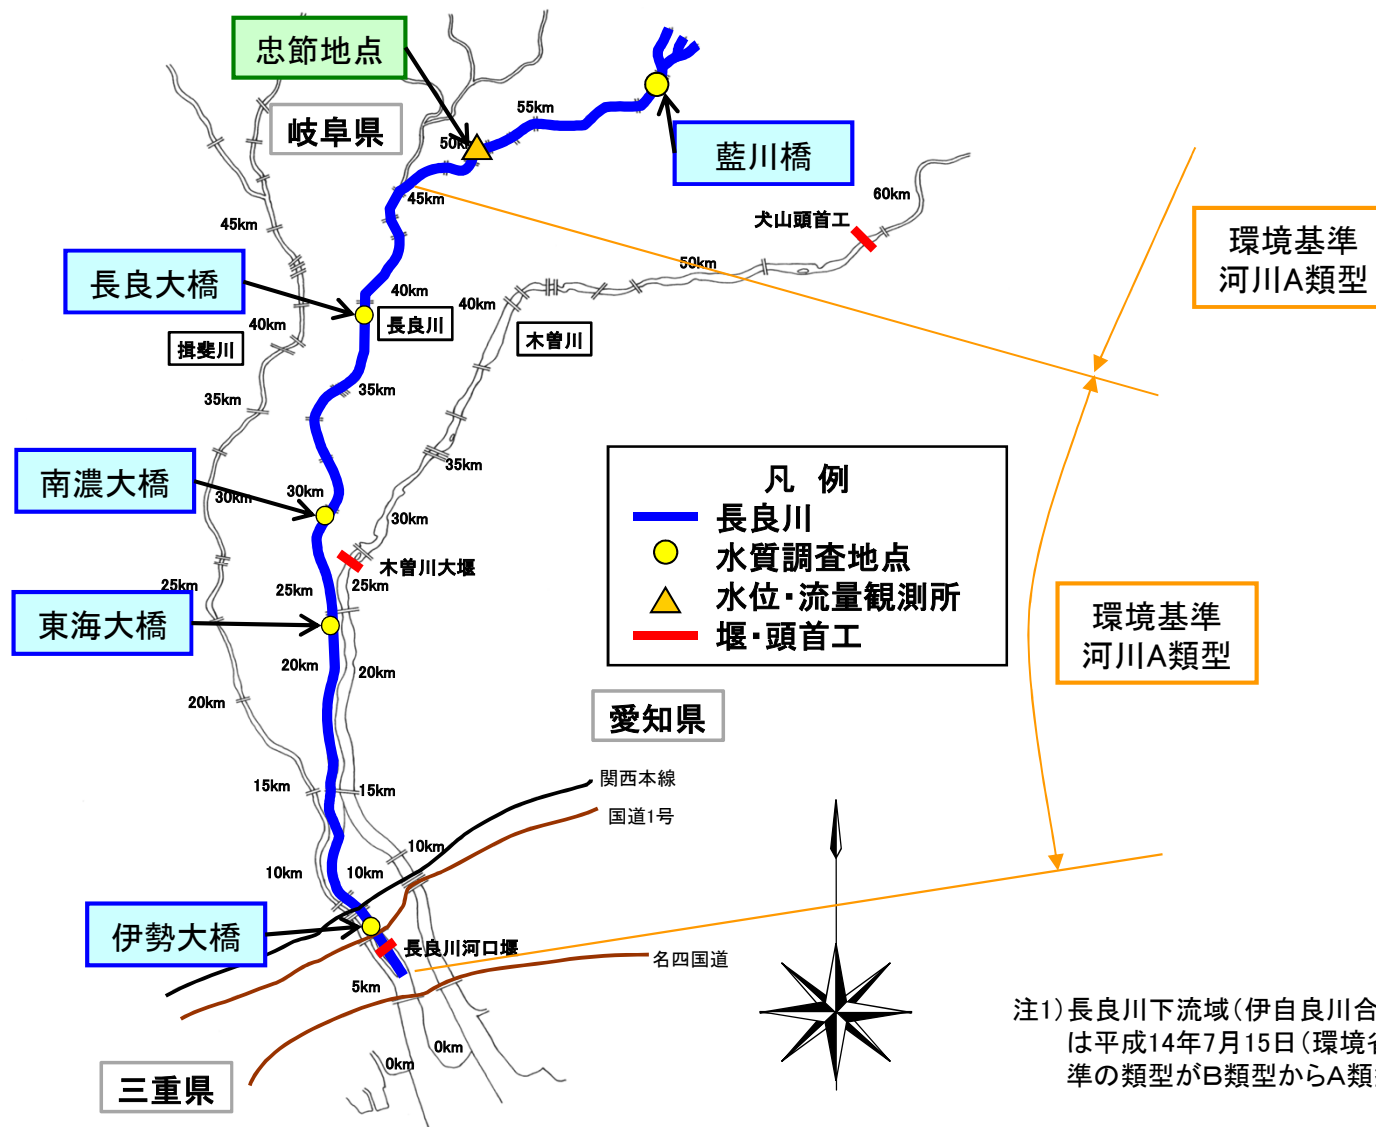 忠節地点
岐阜県
55km
50km
藍川橋
45km
45km
60km
犬山頭首工
環境基準
河川A類型
長良大橋
50km
40km
40km
長良川
木曽川
40km
揖斐川
35km
35km
凡 例
長良川
水質調査地点
水位・流量観測所
堰・頭首工
35km
南濃大橋
30km
30km
30km
木曽川大堰
25km
25km
25km
東海大橋
環境基準
河川A類型
20km
20km
20km
愛知県
関西本線
15km
15km
国道1号
10km
10km
10km
伊勢大橋
長良川河口堰
名四国道
5km
0km
0km
三重県
注1)長良川下流域(伊自良川合
は平成14年7月15日(環境省
準の類型がB類型からA類